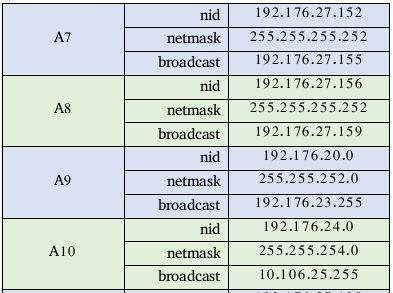 A7 nid 192.176.27.152
netmask 255.255.255.252
broadcast 192.176.27.155
A8 nid 192.176.27.156
netmask 255.255.255.252
broadcast 192.176.27.159
A9 nid 192.176.20.0
netmask 255.255.252.0
broadcast 192.176.23.255
A10 nid 192.176.24.0
netmask 255.255.254.0
broadcast 10.106.25.255